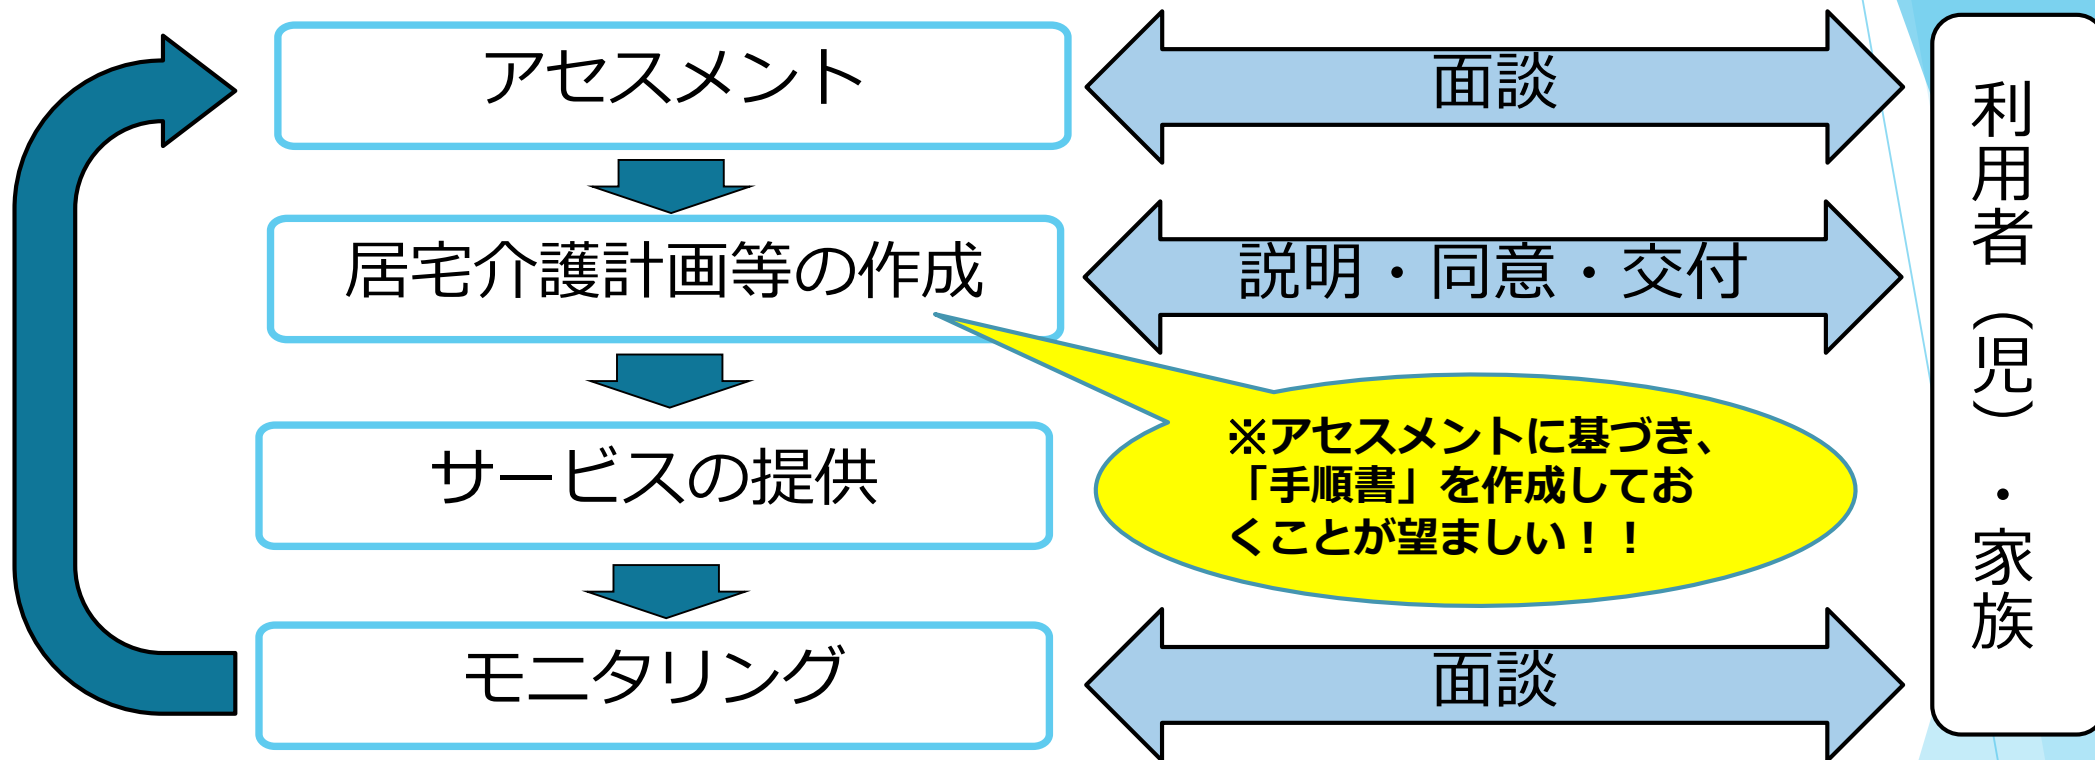 アセスメント
面談
居宅介護計画等の作成
説明・同意・交付
※アセスメントに基づき、
「手順書」を作成してお
くことが望ましい！！
サービスの提供
モニタリング
面談
利用者（児）・家族